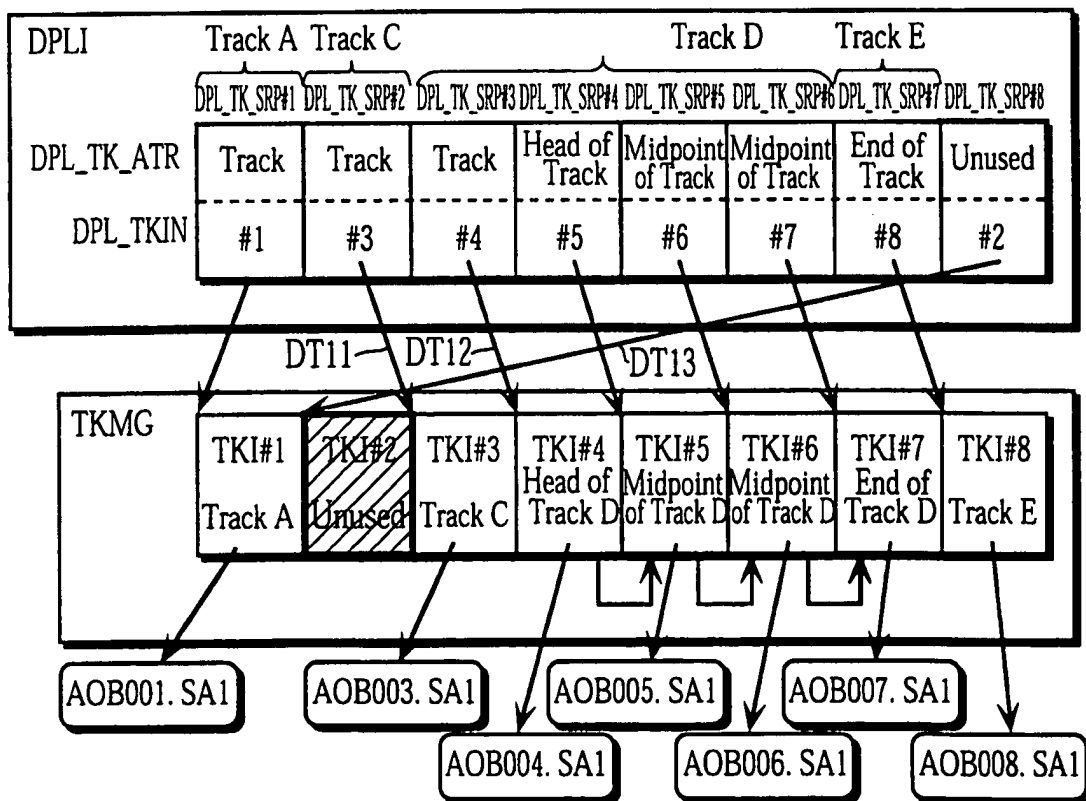 DPLI
Track A Track C Track D Track E
DPL_TK_SRP#1 DPL_TK_SRP#2 DPL_TK_SRP#3 DPL_TK_SRP#4 DPL_TK_SRP#5 DPL_TK_SRP#6 DPL_TK_SRP#7 DPL_TK_SRP#8
DPL_TK_ATR Track Track Track Head of Track Midpoint of Track Midpoint of Track End of Track Unused
DPL_TKIN #1 #3 #4 #5 #6 #7 #8 #2
DT11 DT12 DT13
TKMG
TKI#1 TKI#2 TKI#3 TKI#4 TKI#5 TKI#6 TKI#7 TKI#8
Track A Unused Track C Head of Track D Midpoint of Track D Midpoint of Track D End of Track D Track E
AOB001. SA1 AOB003. SA1 AOB005. SA1 AOB007. SA1
AOB004. SA1 AOB006. SA1 AOB008. SA1